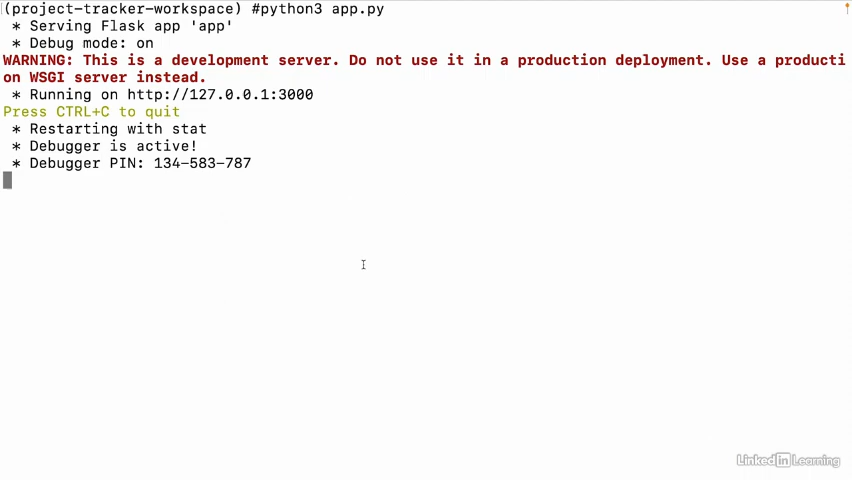 (project-tracker-workspace) #python3 app.py
* Serving Flask app 'app'
* Debug mode: on
WARNING: This is a development server. Do not use it in a production deployment. Use a producti
on WSGI server instead.
* Running on http://127.0.0.1:3000
Press CTRL+C to quit
* Restarting with stat
* Debugger is active!
* Debugger PIN: 134-583-787
Linked in Learning